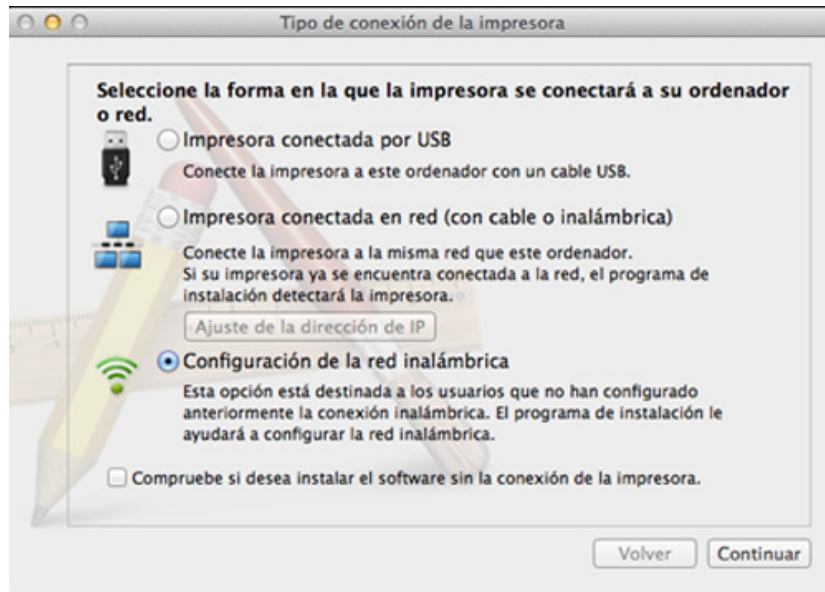 Tipo de conexión de la impresora
Seleccione la forma en la que la impresora se conectará a su ordenador
o red.
Impresora conectada por USB
Conecte la impresora a este ordenador con un cable USB.
Impresora conectada en red (con cable o inalámbrica)
Conecte la impresora a la misma red que este ordenador.
Si su impresora ya se encuentra conectada a la red, el programa de
instalación detectará la impresora.
Ajuste de la dirección de IP
Configuración de la red inalámbrica
Esta opción está destinada a los usuarios que no han configurado
anteriormente la conexión inalámbrica. El programa de instalación le
ayudará a configurar la red inalámbrica.
Compruebe si desea instalar el software sin la conexión de la impresora.
Volver
Continuar